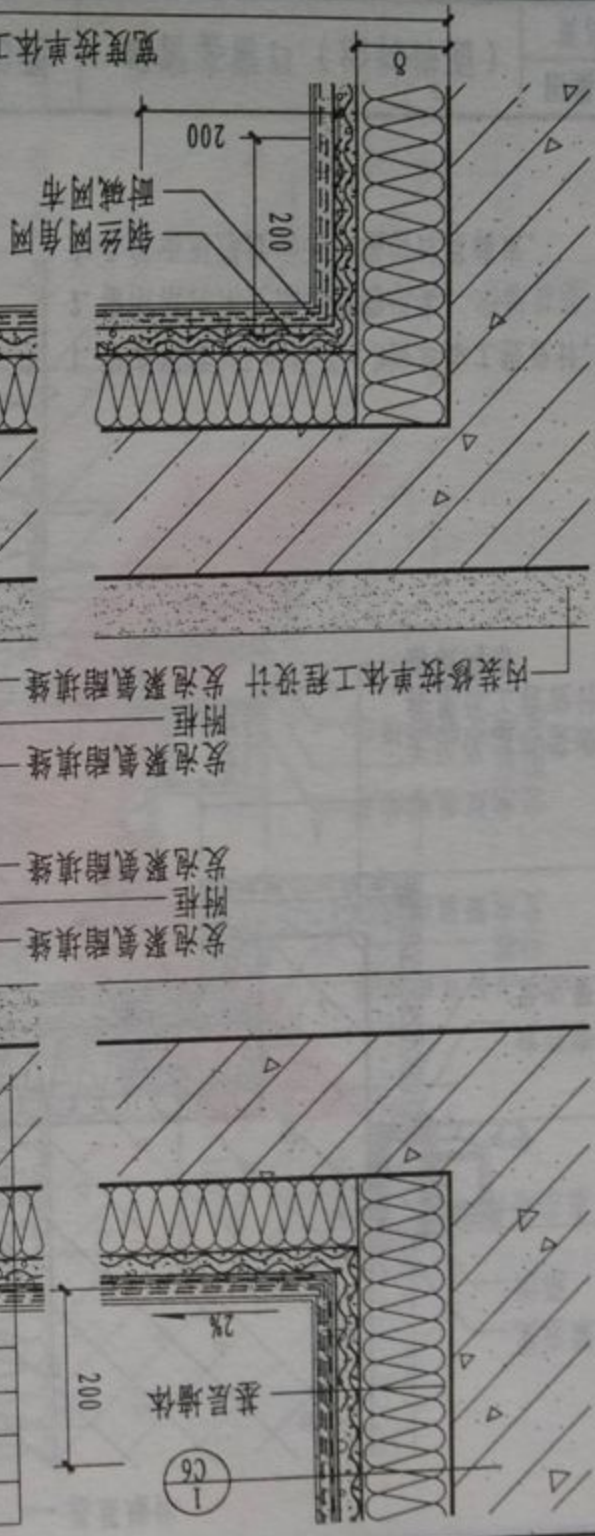 1
C6
基层墙体
200
2%
发泡聚氨酯填缝
附框
发泡聚氨酯填缝
发泡聚氨酯填缝
附框
发泡聚氨酯填缝
内装修按单体工程设计
钢丝网角网
200
耐碱网布
200
δ
宽度按单体工